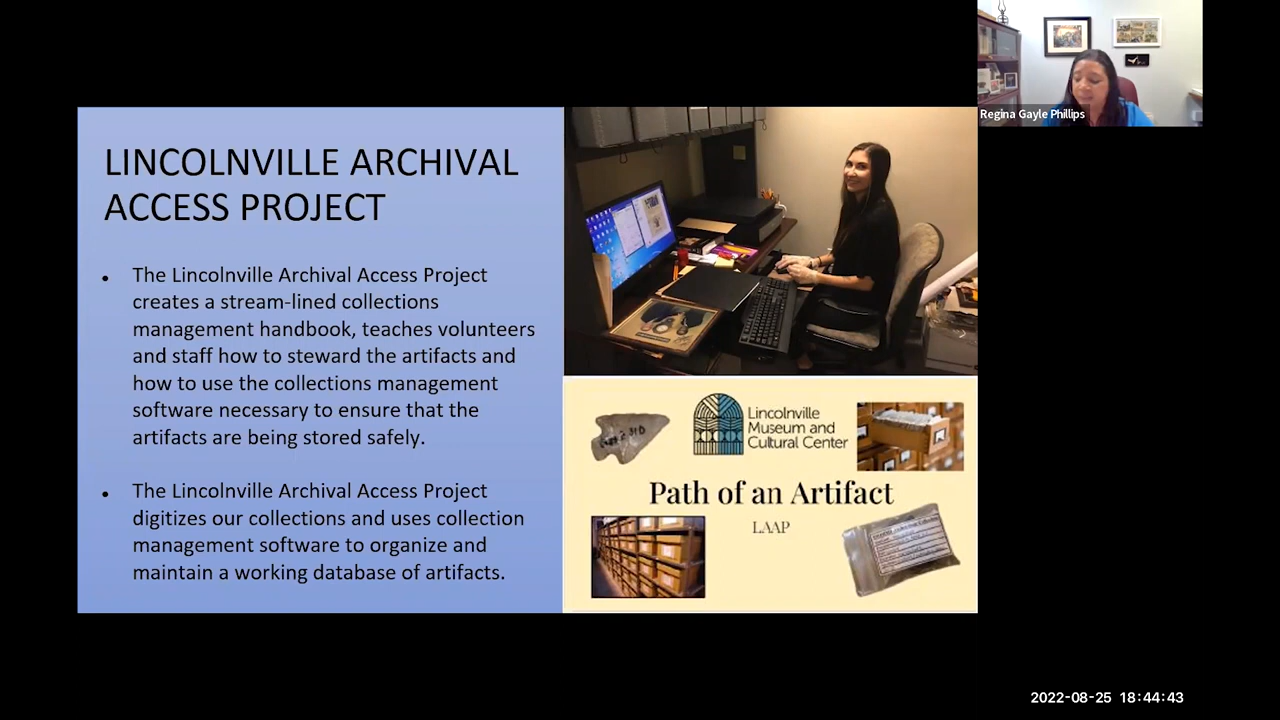 Regina Gayle Phillips
LINCOLNVILLE ARCHIVAL
ACCESS PROJECT
• The Lincolnville Archival Access Project
creates a stream-lined collections
management handbook, teaches volunteers
and staff how to steward the artifacts and
how to use the collections management
software necessary to ensure that the
artifacts are being stored safely.
• The Lincolnville Archival Access Project
digitizes our collections and uses collection
management software to organize and
maintain a working database of artifacts.
Lincolnville
Museum and
Cultural Center
Path of an Artifact
LAAP
2022-08-25 18:44:43